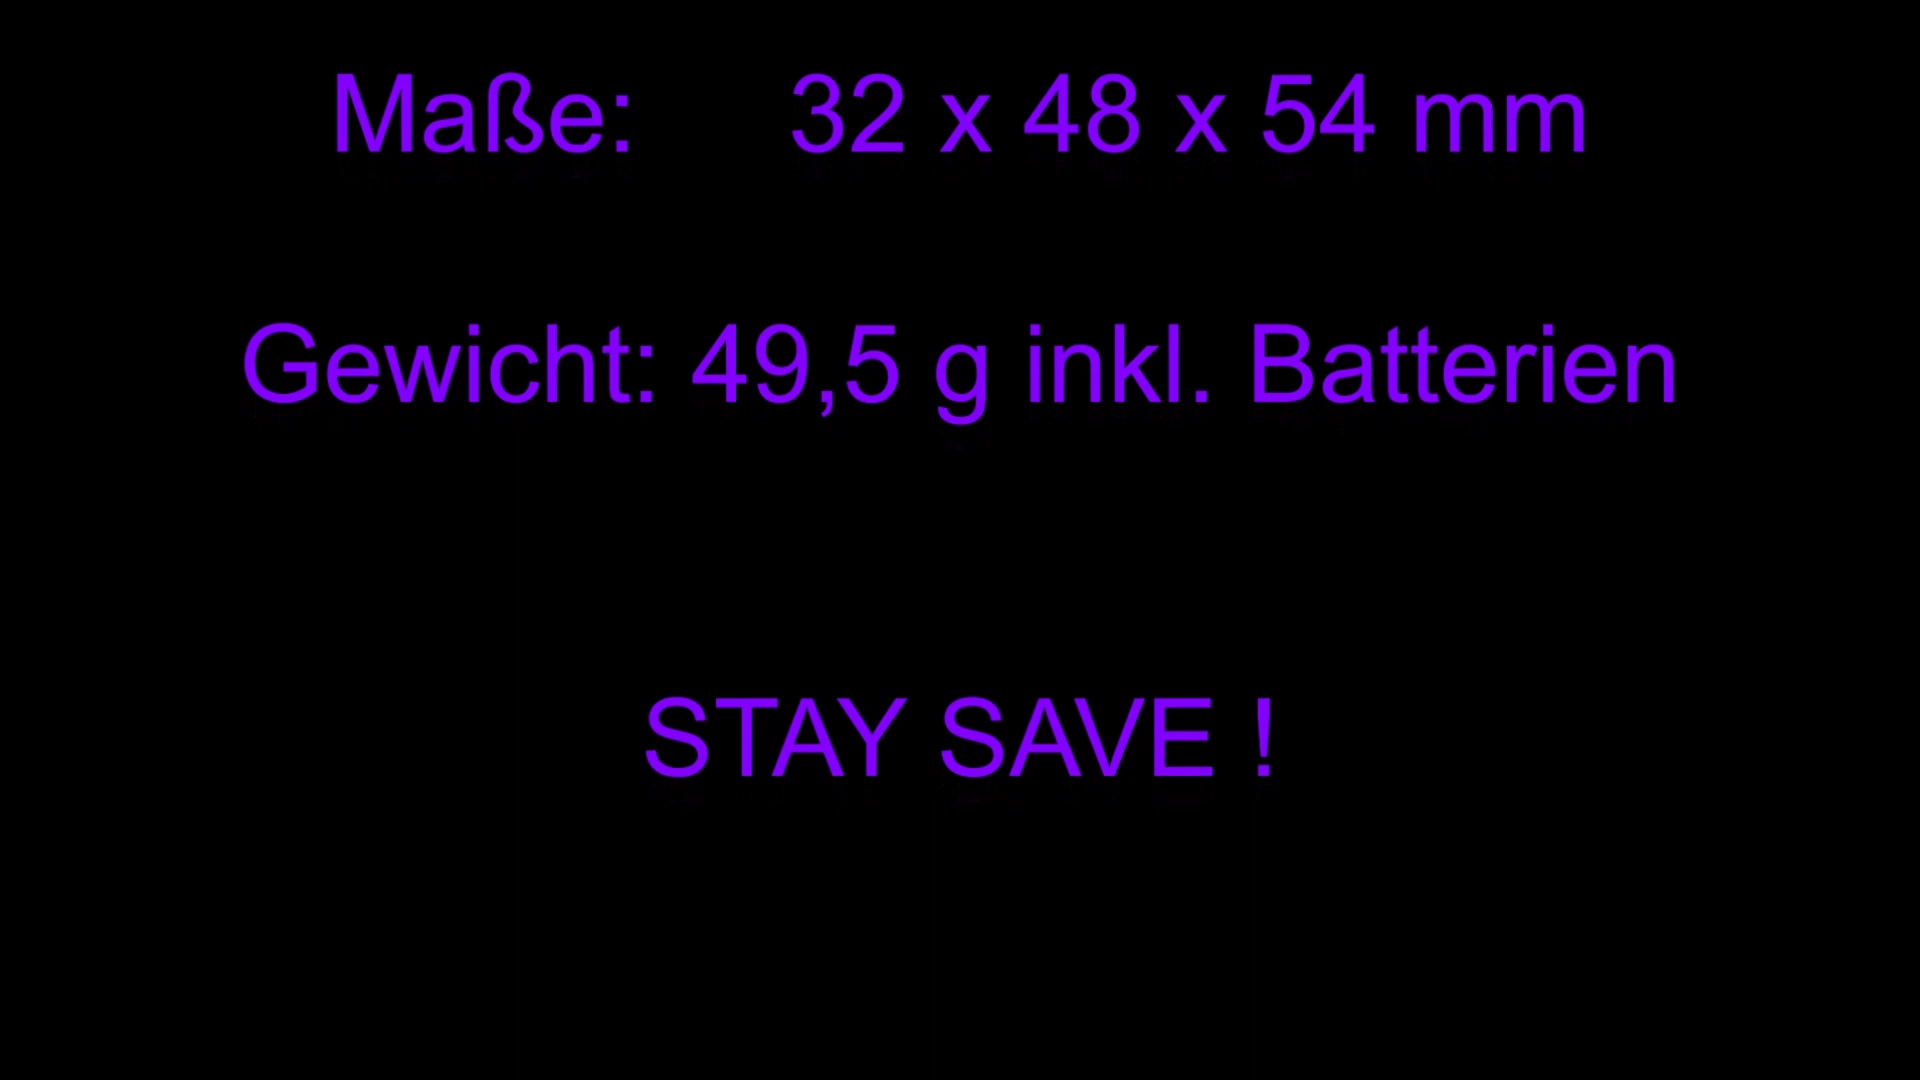 Maße: 32 x 48 x 54 mm
Gewicht: 49,5 g inkl. Batterien
STAY SAVE !